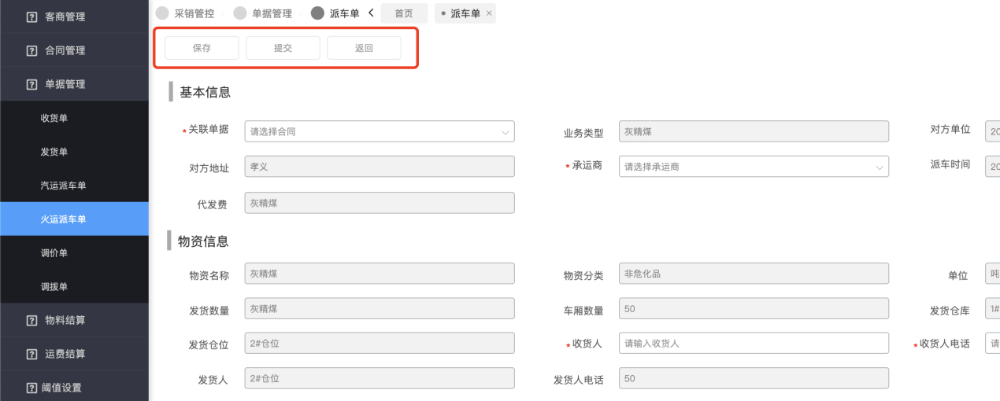 客商管理
合同管理
单据管理
收货单
发货单
汽运派车单
火运派车单
调价单
调拨单
物料结算
运费结算
阈值设置
采销管控 / 单据管理 / 派车单 首页 • 派车单 ×
保存 提交 返回
基本信息
* 关联单据 请选择合同 业务类型 灰精煤 对方单位 20
对方地址 孝义 * 承运商 请选择承运商 派车时间 20
代发费 灰精煤
物资信息
物资名称 灰精煤 物资分类 非危化品 单位 吨
发货数量 灰精煤 车厢数量 50 发货仓库 1#
发货仓位 2#仓位 * 收货人 请输入收货人 * 收货人电话 请
发货人 2#仓位 发货人电话 50